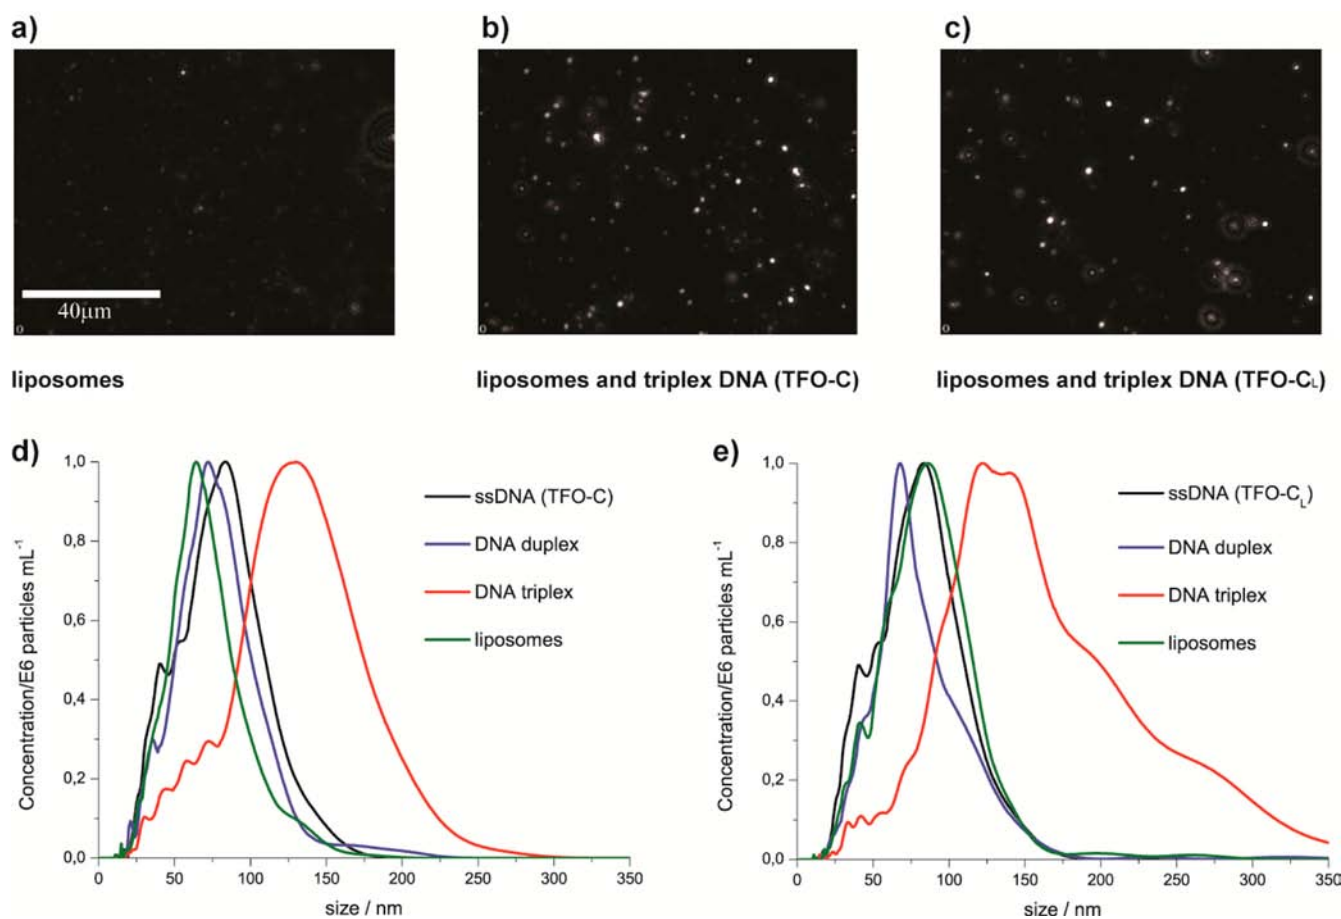 a)
b)
c)
40μm
0
0
0
liposomes
liposomes and triplex DNA (TFO-C)
liposomes and triplex DNA (TFO-CL)
d)
1,0
0,8
0,6
0,4
0,2
0,0
Concentration/E6 particles mL-1
0
50
100
150
200
250
300
350
size / nm
ssDNA (TFO-C)
DNA duplex
DNA triplex
liposomes
e)
1,0
0,8
0,6
0,4
0,2
0,0
Concentration/E6 particles mL-1
0
50
100
150
200
250
300
350
size / nm
ssDNA (TFO-CL)
DNA duplex
DNA triplex
liposomes